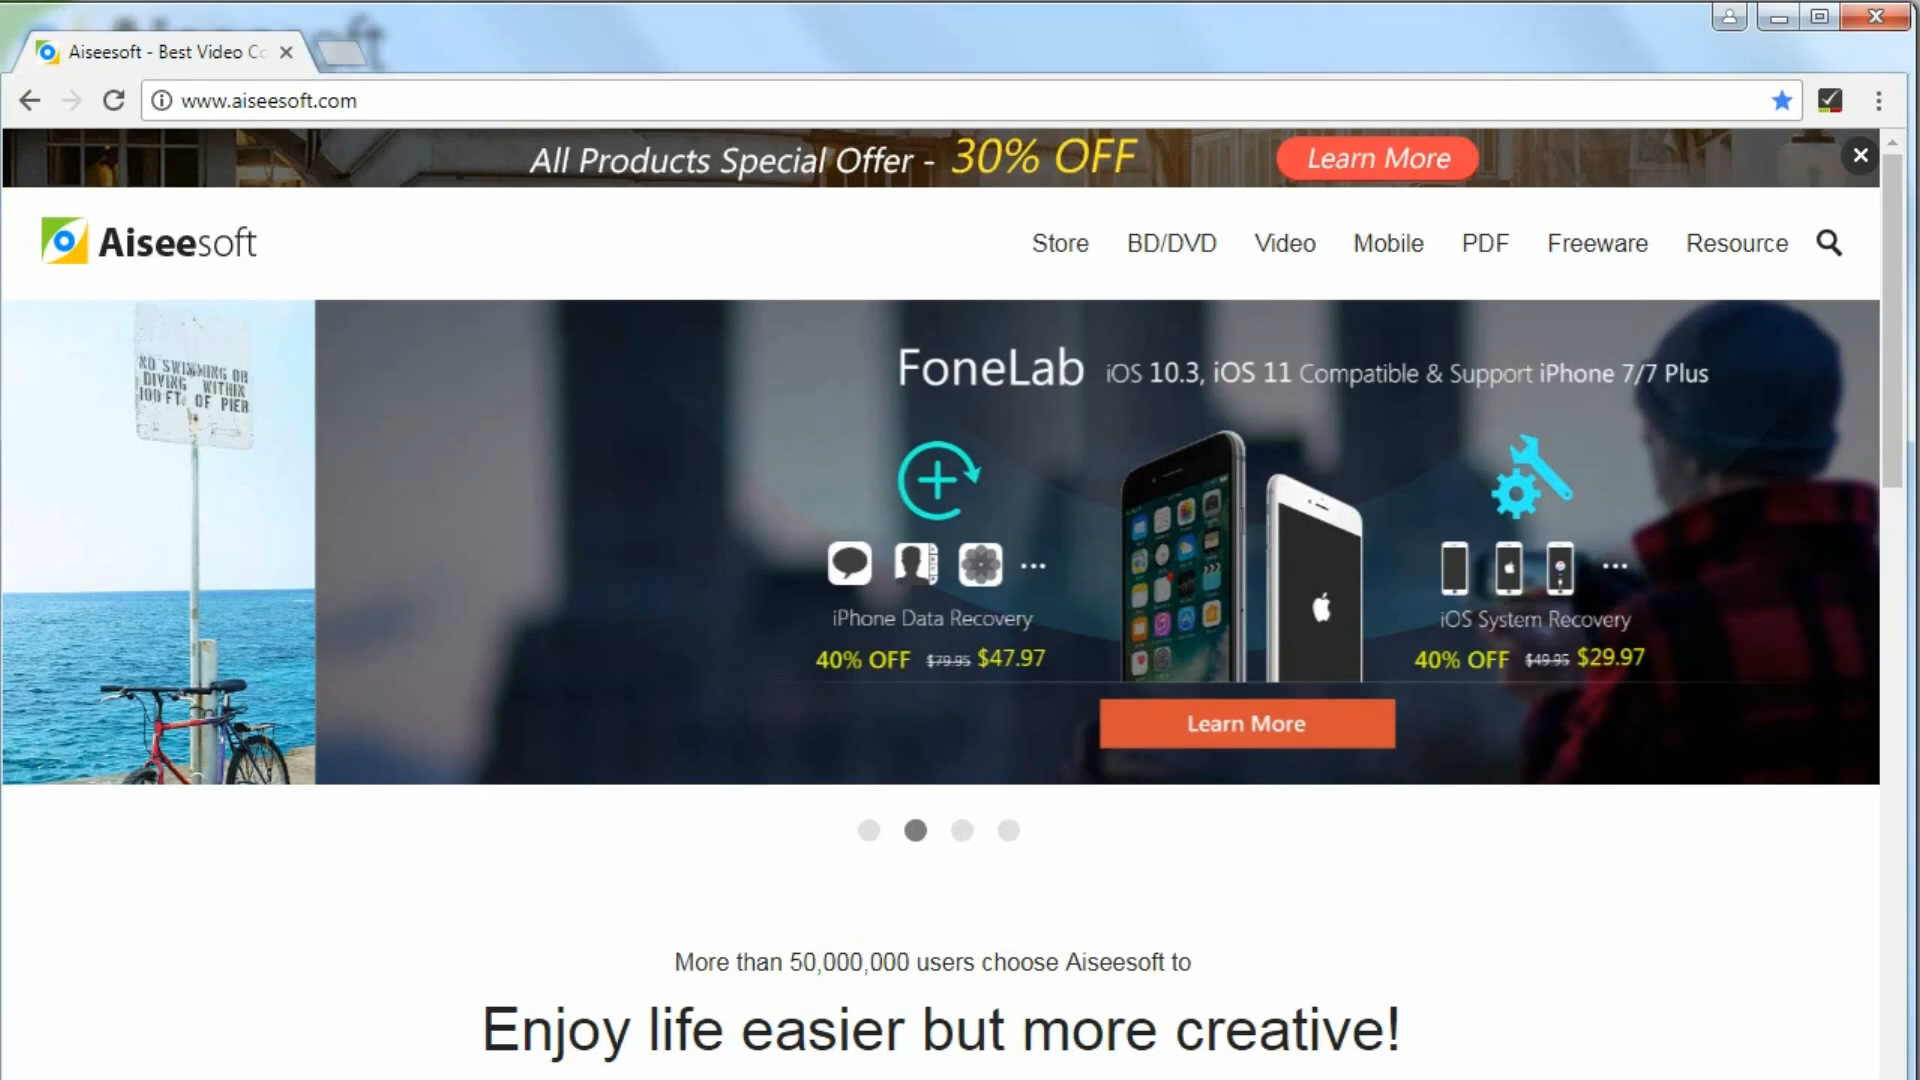 Aiseesoft - Best Video Co
www.aiseesoft.com
All Products Special Offer - 30% OFF Learn More
Aiseesoft
Store BD/DVD Video Mobile PDF Freeware Resource
NO SWIMMING OR
DIVING WITHIN
100 FT. OF PIER
FoneLab iOS 10.3, iOS 11 Compatible & Support iPhone 7/7 Plus
iPhone Data Recovery
40% OFF $79.95 $47.97
iOS System Recovery
40% OFF $49.95 $29.97
Learn More
More than 50,000,000 users choose Aiseesoft to
Enjoy life easier but more creative!